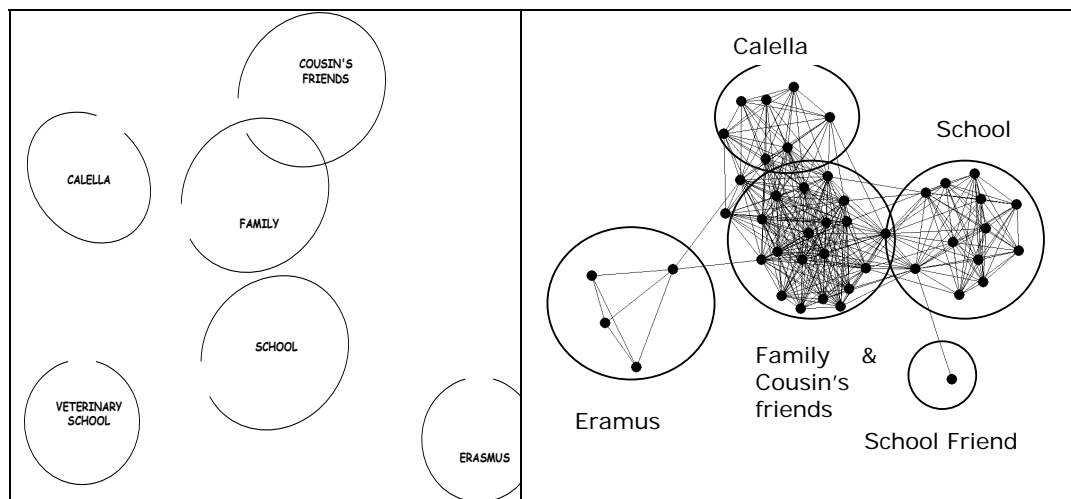 COUSIN'S
FRIENDS
CALELLA
FAMILY
SCHOOL
VETERINARY
SCHOOL
ERASMUS
Calella
School
Family &
Cousin's
friends
Eramus
School Friend